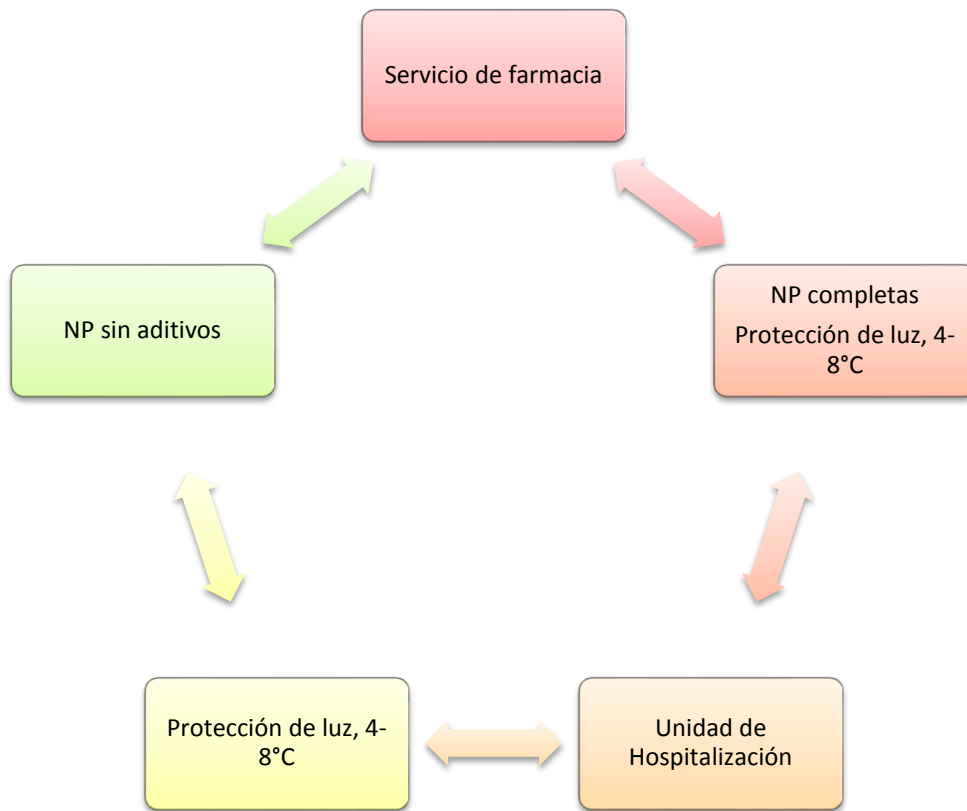 Servicio de farmacia
NP sin aditivos
NP completas
Protección de luz, 4-
8°C
Protección de luz, 4-
8°C
Unidad de
Hospitalización